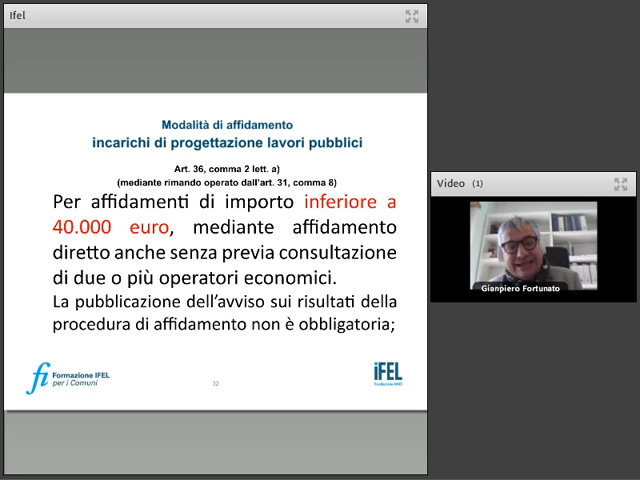 Ifel
Modalità di affidamento
incarichi di progettazione lavori pubblici
Art. 36, comma 2 lett. a)
(mediante rimando operato dall'art. 31, comma 8)
Per affidamenti di importo inferiore a
40.000 euro, mediante affidamento
diretto anche senza previa consultazione
di due o più operatori economici.
La pubblicazione dell'avviso sui risultati della
procedura di affidamento non è obbligatoria;
fi Formazione IFEL
per i Comuni
32
iFEL
Fondazione ANCI
Video (1)
Gianpiero Fortunato